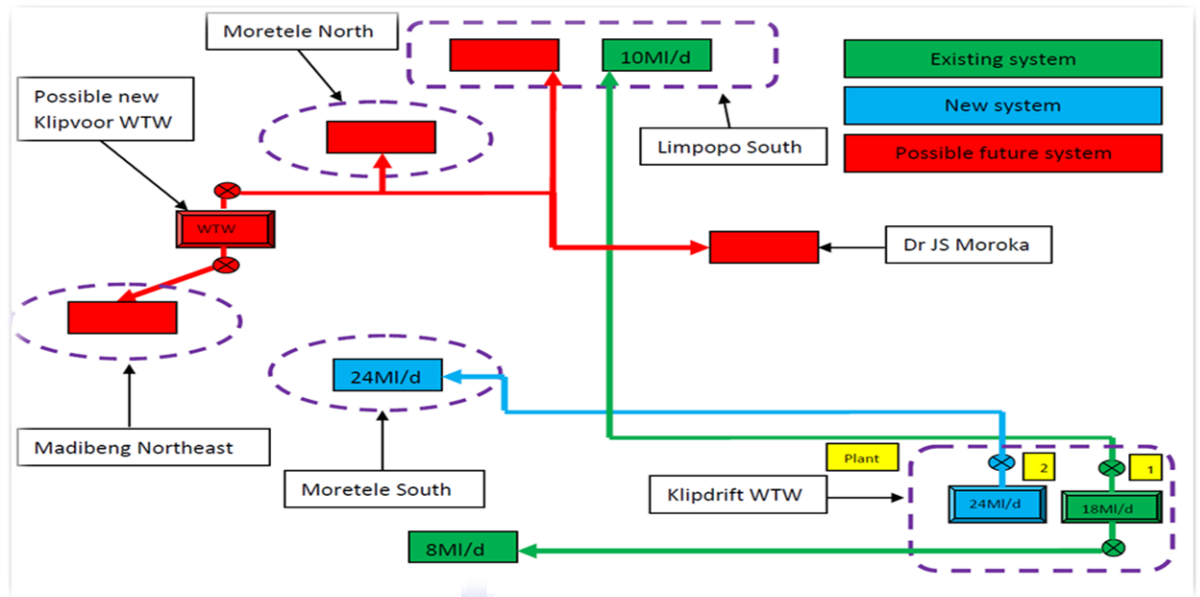 Moretele North
10Ml/d
Existing system
New system
Possible future system
Possible new
Klipvoor WTW
Limpopo South
WTW
Dr JS Moroka
24Ml/d
Madibeng Northeast
Moretele South
Plant
2
1
Klipdrift WTW
24Ml/d
18Ml/d
8Ml/d